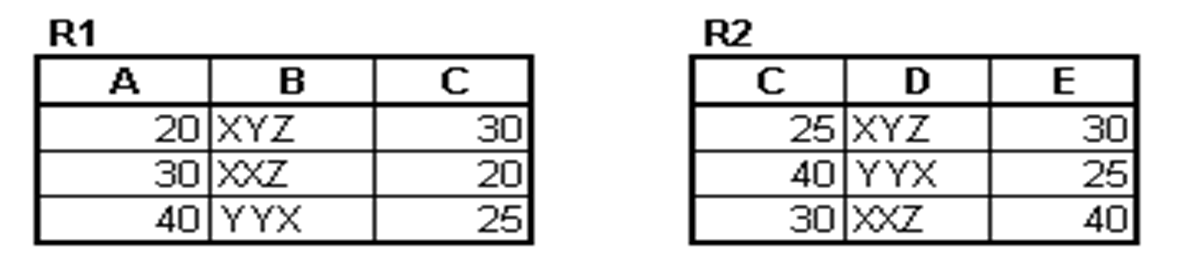 R1 R2
A B C C D E
20 XYZ 30 25 XYZ 30
30 XXZ 20 40 YYX 25
40 YYX 25 30 XXZ 40